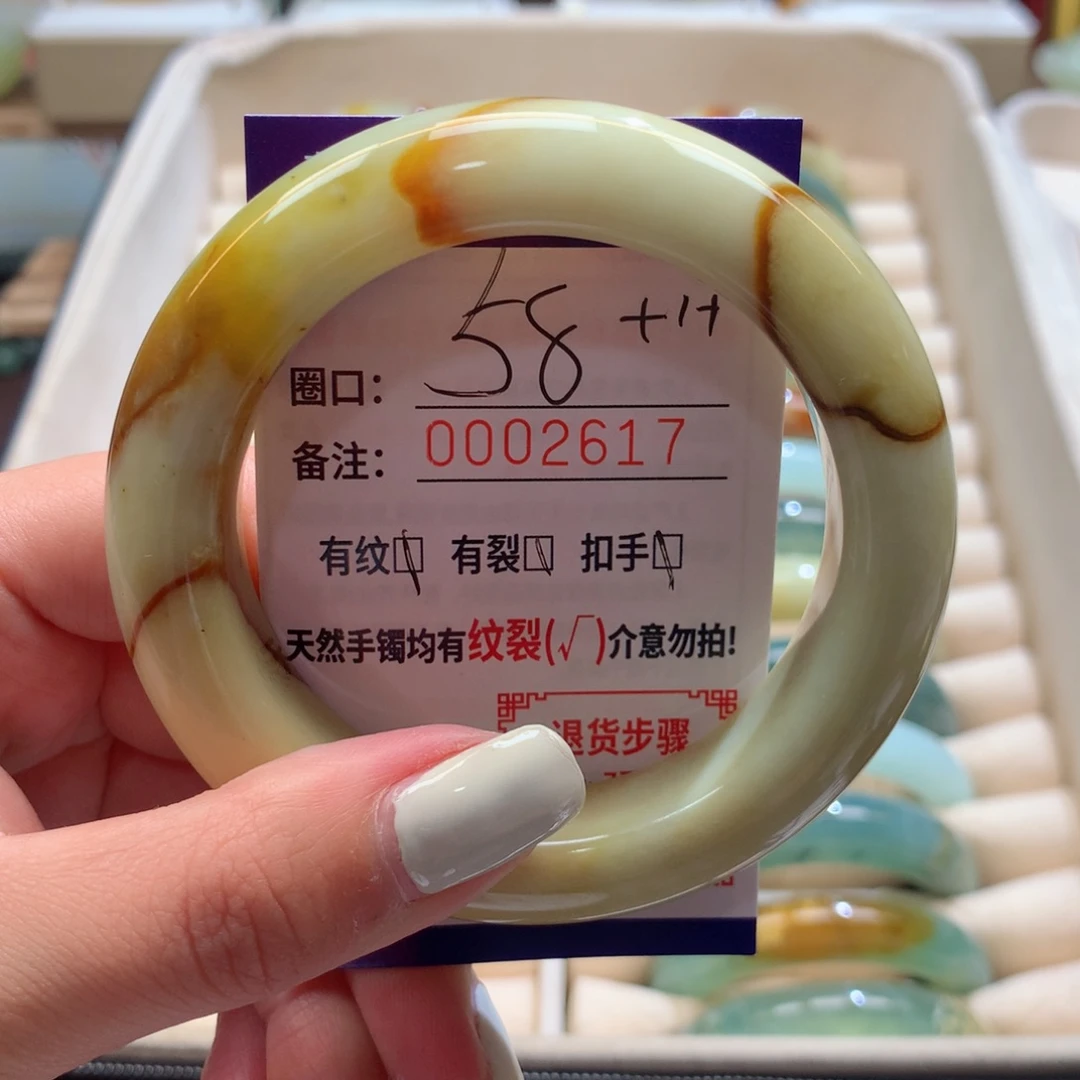 圈口： 58 +1+
备注： 0002617
有纹□ 有裂□ 扣手□
天然手镯均有纹裂(√)介意勿拍!
退货步骤